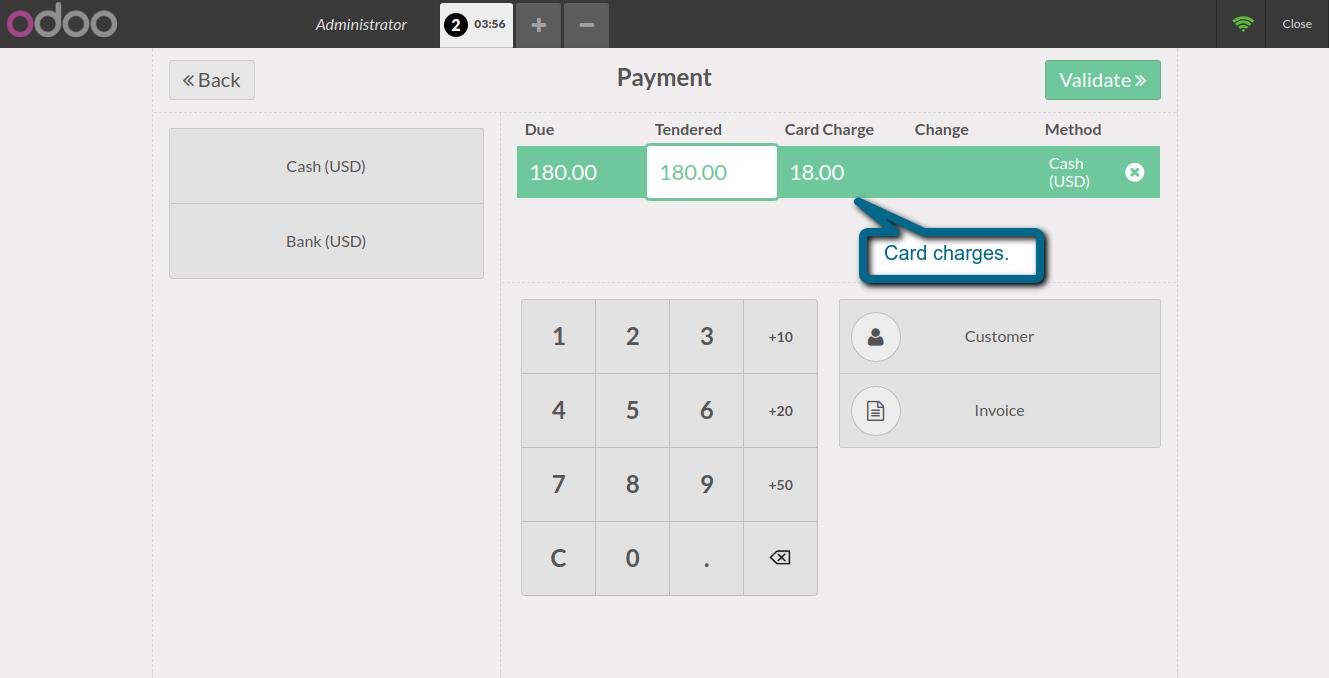 odoo
Administrator
2 03:56
+
−
Close
« Back
Payment
Validate »
Cash (USD)
Bank (USD)
Due Tendered Card Charge Change Method
180.00 180.00 18.00 Cash
(USD)
Card charges.
1 2 3 +10
4 5 6 +20
7 8 9 +50
C 0 .
Customer
Invoice